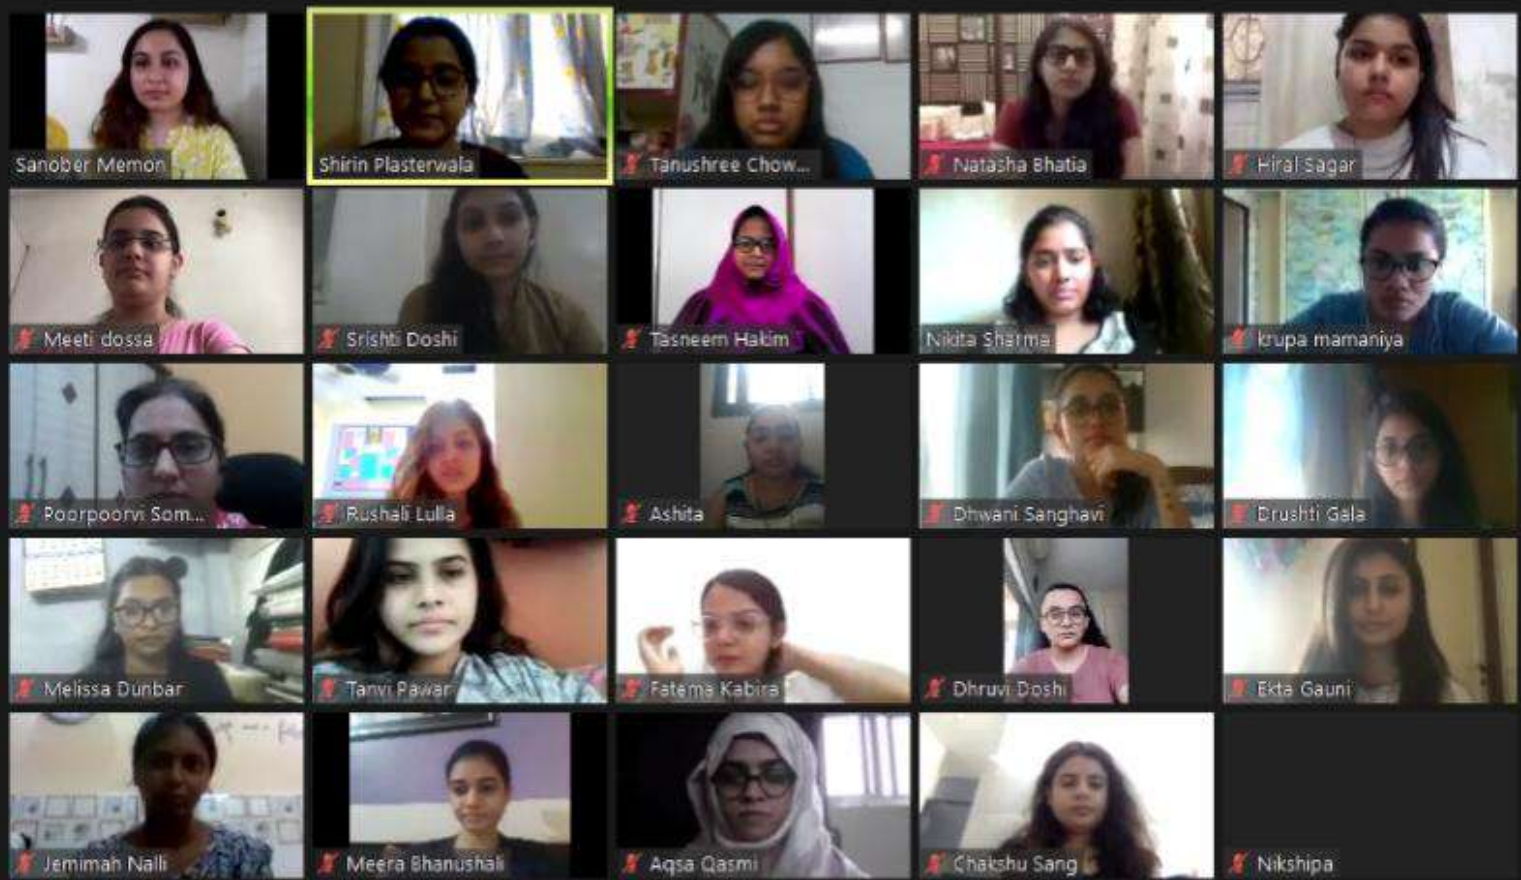 Sanober Memon
Shirin Plasterwala
Tanushree Chow...
Natasha Bhatia
Hiral Sagar
Meeti dossa
Srishti Doshi
Tasneem Hakim
Nikita Sharma
krupa mamaniya
Poorpoorvi Som...
Rushali Lulla
Ashita
Dhwani Sanghavi
Drushti Gala
Melissa Dunbar
Tanvi Pawar
Fatema Kabira
Dhruvi Doshi
Ekta Gauni
Jemimah Nalli
Meera Bhanushali
Aqsa Qasmi
Chakshu Sang
Nikshipa